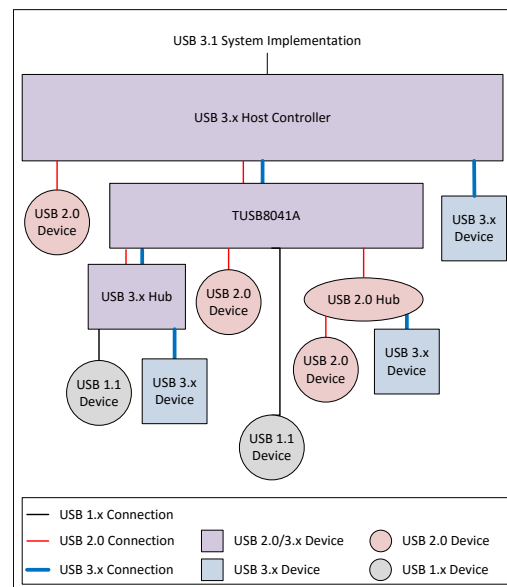 USB 3.1 System Implementation
USB 3.x Host Controller
USB 2.0
Device
TUSB8041A
USB 3.x
Device
USB 3.x Hub
USB 2.0
Device
USB 2.0 Hub
USB 1.1
Device
USB 3.x
Device
USB 2.0
Device
USB 3.x
Device
USB 1.1
Device
USB 1.x Connection
USB 2.0 Connection
USB 2.0/3.x Device
USB 2.0 Device
USB 3.x Connection
USB 3.x Device
USB 1.x Device